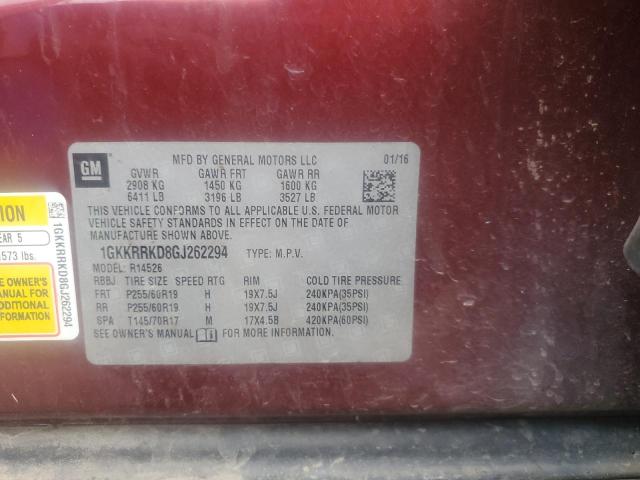 GM
MFD BY GENERAL MOTORS LLC 01/16
GVWR GAWR FRT GAWR RR
2908 KG 1450 KG 1600 KG
6411 LB 3196 LB 3527 LB
THIS VEHICLE CONFORMS TO ALL APPLICABLE U.S. FEDERAL MOTOR
VEHICLE SAFETY STANDARDS IN EFFECT ON THE DATE OF
MANUFACTURE SHOWN ABOVE.
1GKKRRKD8GJ262294 TYPE: M.P.V.
MODEL: R14526
RBBJ TIRE SIZE SPEED RTG RIM COLD TIRE PRESSURE
FRT P255/60R19 H 19X7.5J 240KPA(35PSI)
RR P255/60R19 H 19X7.5J 240KPA(35PSI)
SPA T145/70R17 M 17X4.5B 420KPA(60PSI)
SEE OWNER'S MANUAL FOR MORE INFORMATION.
ION
EAR 5
573 lbs.
E OWNER'S
NUAL FOR
DDITIONAL
FORMATION
1GKKRRKD8GJ262294